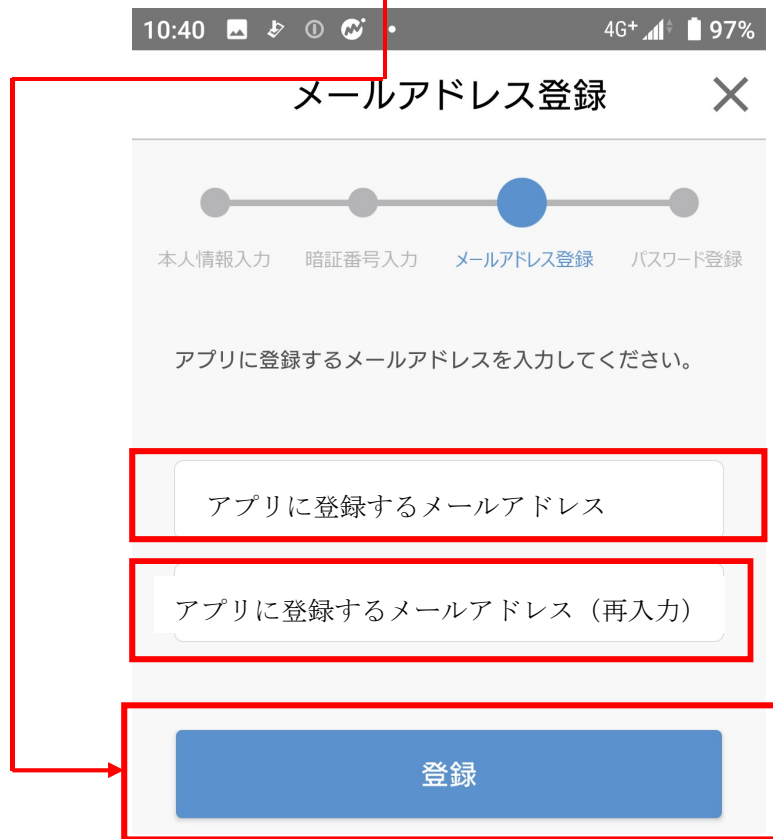 10:40 4G+ 97%
メールアドレス登録
本人情報入力 暗証番号入力 メールアドレス登録 パスワード登録
アプリに登録するメールアドレスを入力してください。
アプリに登録するメールアドレス
アプリに登録するメールアドレス（再入力）
登録